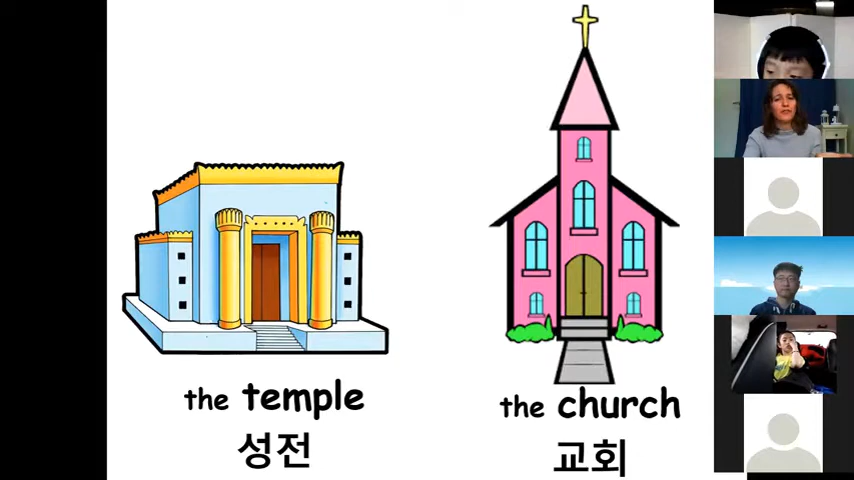 the temple
성전
the church
교회